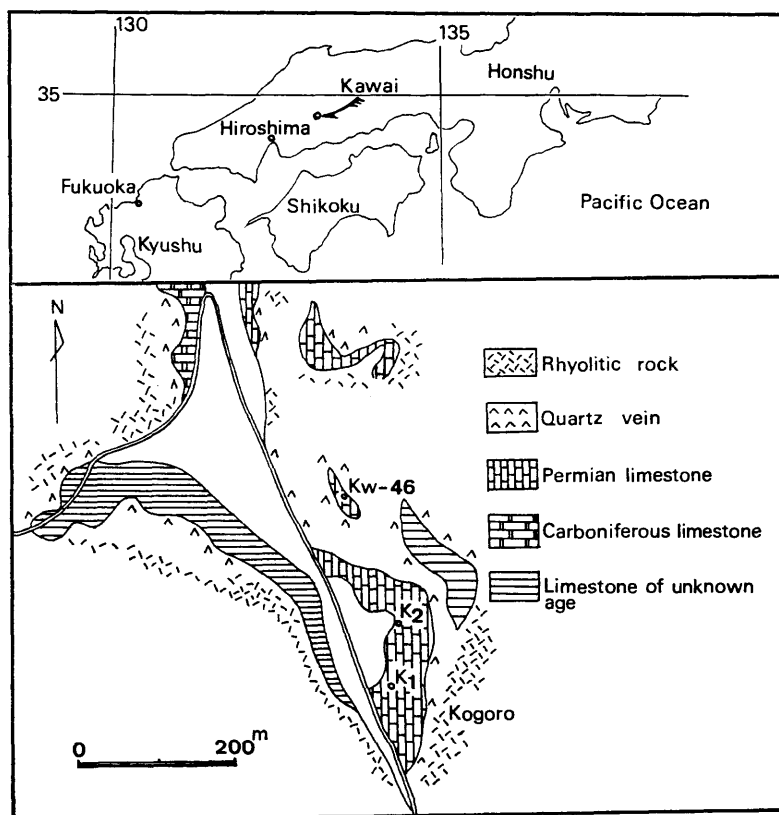 130
135
Honshu
35
Kawai
Hiroshima
Fukuoka
Shikoku
Pacific Ocean
Kyushu
N
Rhyolitic rock
Quartz vein
Permian limestone
Kw-46
Carboniferous limestone
Limestone of unknown
age
K2
K1
Kogoro
0 200m